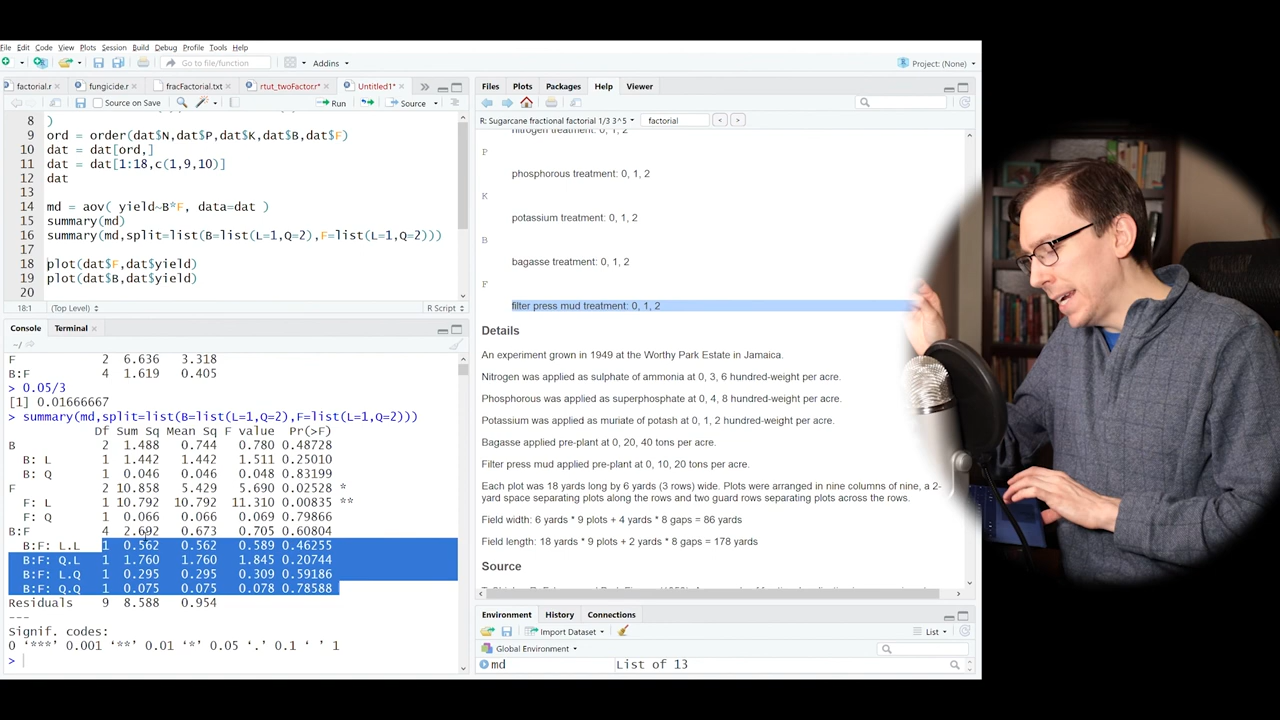 File Edit Code View Plots Session Build Debug Profile Tools Help
Go to file/function
Addins
Project: (None)
factorial.r
fungicide.r
fracFactorial.txt
rtut_twoFactor.r*
Untitled1*
Source on Save
Run
Source
8 )
9 ord = order(dat$N,dat$P,dat$K,dat$B,dat$F)
10 dat = dat[ord,]
11 dat = dat[1:18,c(1,9,10)]
12 dat
13
14 md = aov( yield~B*F, data=dat )
15 summary(md)
16 summary(md,split=list(B=list(L=1,Q=2),F=list(L=1,Q=2)))
17
18 plot(dat$F,dat$yield)
19 plot(dat$B,dat$yield)
20
18:1 (Top Level) R Script
Console Terminal
~/
F 2 6.636 3.318
B:F 4 1.619 0.405
> 0.05/3
[1] 0.01666667
> summary(md,split=list(B=list(L=1,Q=2),F=list(L=1,Q=2)))
Df Sum Sq Mean Sq F value Pr(>F)
B 2 1.488 0.744 0.780 0.48728
B: L 1 1.442 1.442 1.511 0.25010
B: Q 1 0.046 0.046 0.048 0.83199
F 2 10.858 5.429 5.690 0.02528 *
F: L 1 10.792 10.792 11.310 0.00835 **
F: Q 1 0.066 0.066 0.069 0.79866
B:F 4 2.692 0.673 0.705 0.60804
B:F: L.L 1 0.562 0.562 0.589 0.46255
B:F: Q.L 1 1.760 1.760 1.845 0.20744
B:F: L.Q 1 0.295 0.295 0.309 0.59186
B:F: Q.Q 1 0.075 0.075 0.078 0.78588
Residuals 9 8.588 0.954
---
Signif. codes:
0 ‘***’ 0.001 ‘**’ 0.01 ‘*’ 0.05 ‘.’ 0.1 ‘ ’ 1
>
Files Plots Packages Help Viewer
R: Sugarcane fractional factorial 1/3 3^5
factorial
nitrogen treatment: 0, 1, 2
P
phosphorous treatment: 0, 1, 2
K
potassium treatment: 0, 1, 2
B
bagasse treatment: 0, 1, 2
F
filter press mud treatment: 0, 1, 2
Details
An experiment grown in 1949 at the Worthy Park Estate in Jamaica.
Nitrogen was applied as sulphate of ammonia at 0, 3, 6 hundred-weight per acre.
Phosphorous was applied as superphosphate at 0, 4, 8 hundred-weight per acre.
Potassium was applied as muriate of potash at 0, 1, 2 hundred-weight per acre.
Bagasse applied pre-plant at 0, 20, 40 tons per acre.
Filter press mud applied pre-plant at 0, 10, 20 tons per acre.
Each plot was 18 yards long by 6 yards (3 rows) wide. Plots were arranged in nine columns of nine, a 2-
yard space separating plots along the rows and two guard rows separating plots across the rows.
Field width: 6 yards * 9 plots + 4 yards * 8 gaps = 86 yards
Field length: 18 yards * 9 plots + 2 yards * 8 gaps = 178 yards
Source
Environment History Connections
Import Dataset
List
Global Environment
md List of 13